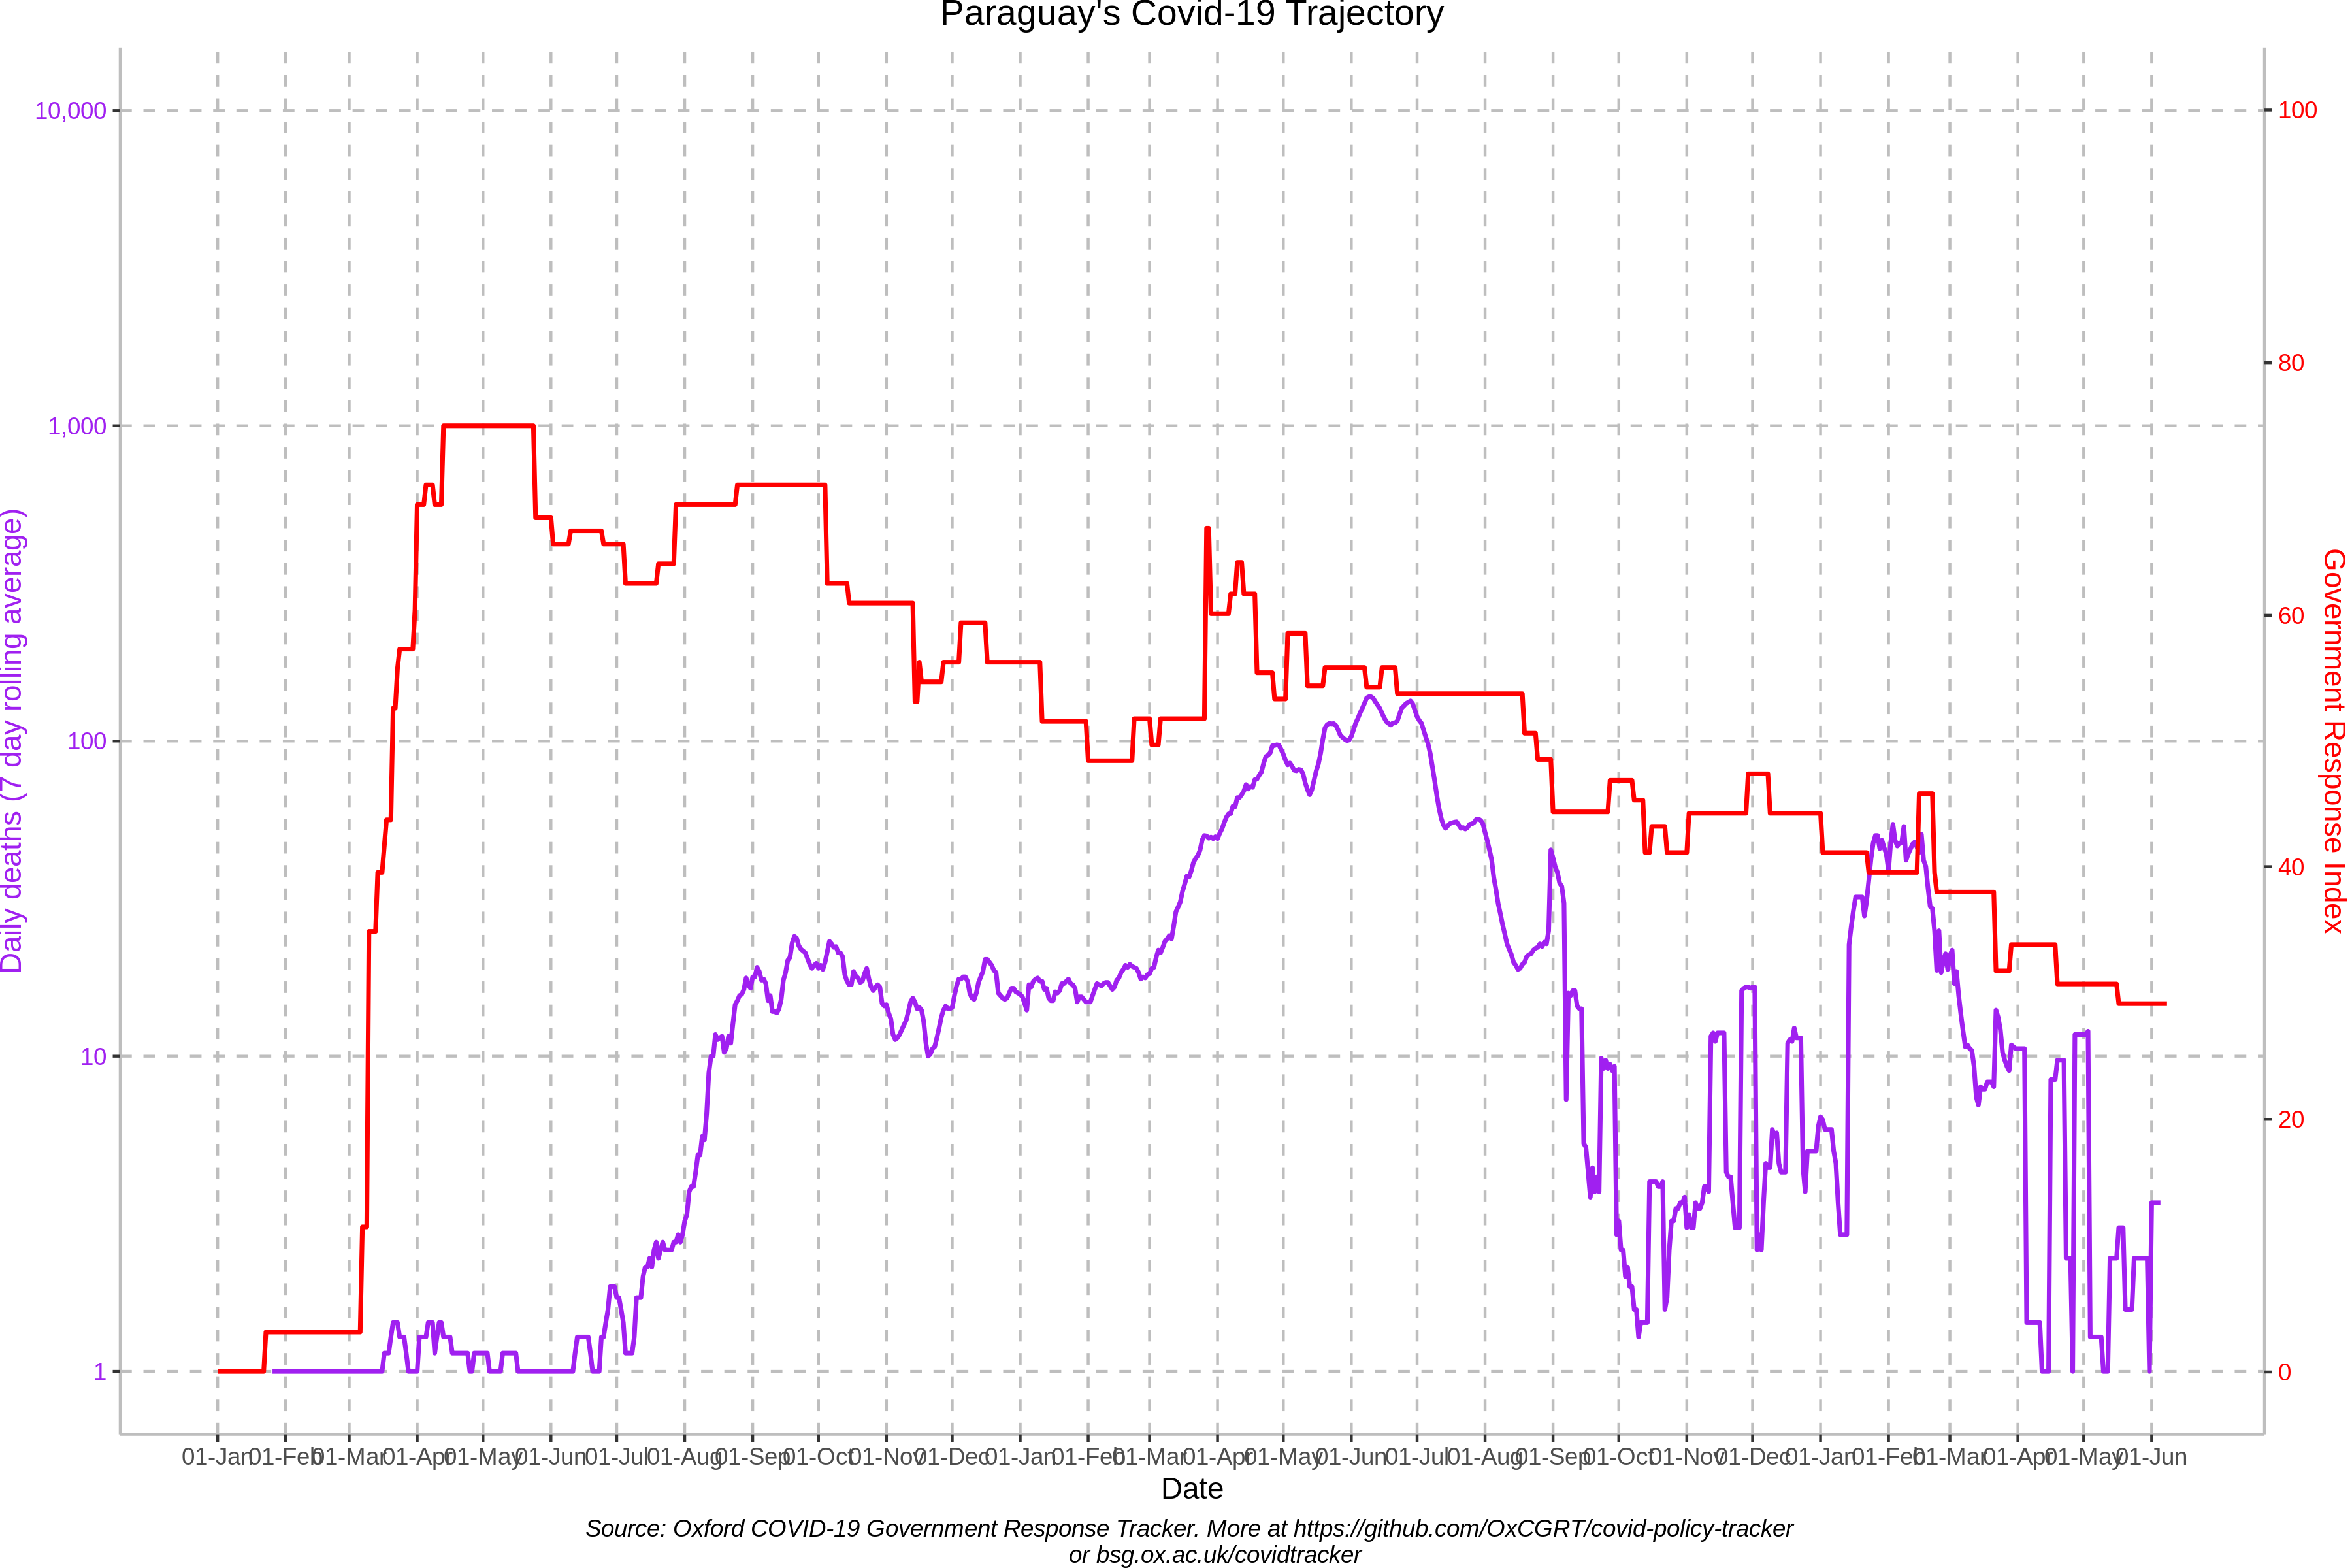 Paraguay's Covid-19 Trajectory
10,000
1,000
100
10
1
Daily deaths (7 day rolling average)
100
80
60
40
20
0
Government Response Index
01-Jan 01-Feb 01-Mar 01-Apr 01-May 01-Jun 01-Jul 01-Aug 01-Sep 01-Oct 01-Nov 01-Dec 01-Jan 01-Feb 01-Mar 01-Apr 01-May 01-Jun 01-Jul 01-Aug 01-Sep 01-Oct 01-Nov 01-Dec 01-Jan 01-Feb 01-Mar 01-Apr 01-May 01-Jun
Date
Source: Oxford COVID-19 Government Response Tracker. More at https://github.com/OxCGRT/covid-policy-tracker
or bsg.ox.ac.uk/covidtracker